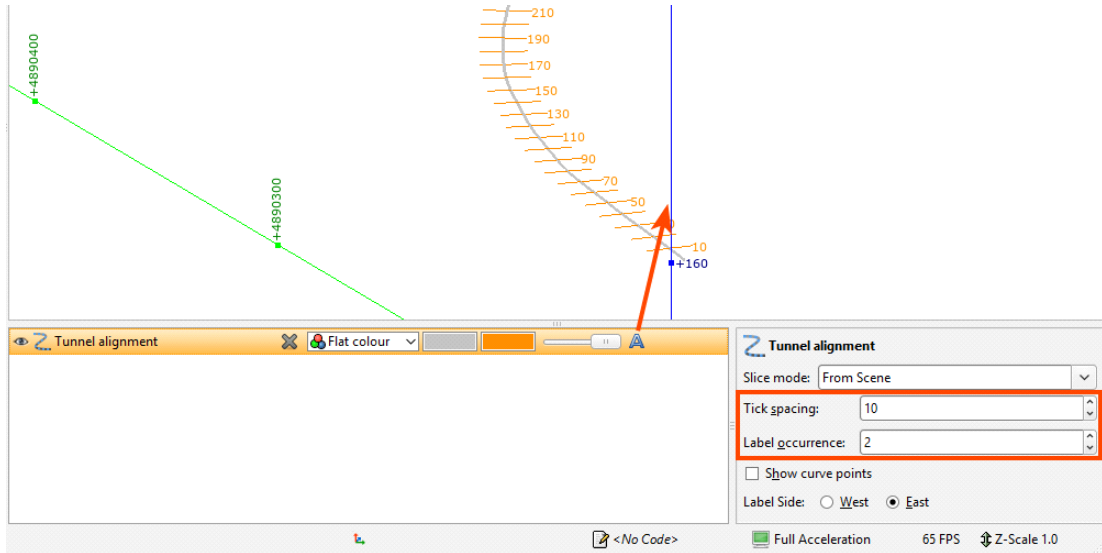 210
190
170
150
130
110
90
70
50
10
+4890400
+4890300
+160
Tunnel alignment
Flat colour
A
Tunnel alignment
Slice mode: From Scene
Tick spacing: 10
Label occurrence: 2
Show curve points
Label Side: West East
<No Code>
Full Acceleration 65 FPS Z-Scale 1.0